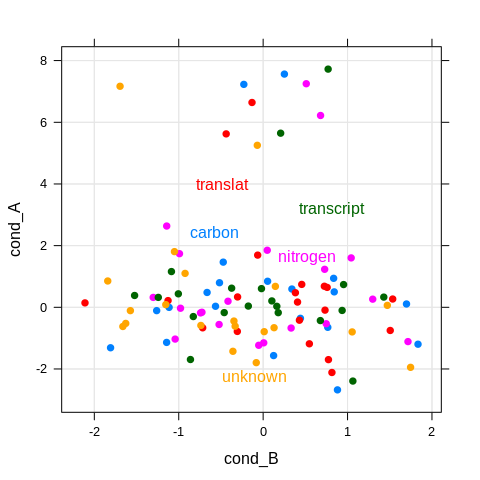 8
6
translat
4
transcript
carbon
2
nitrogen
0
unknown
-2
cond_A
-2 -1 0 1 2
cond_B